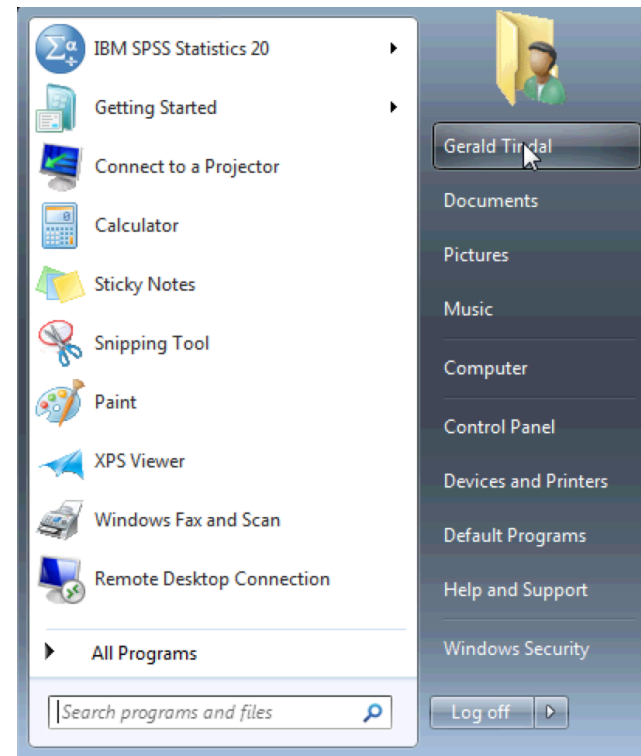 IBM SPSS Statistics 20
Getting Started
Connect to a Projector
Calculator
Sticky Notes
Snipping Tool
Paint
XPS Viewer
Windows Fax and Scan
Remote Desktop Connection
All Programs
Search programs and files
Gerald Tindal
Documents
Pictures
Music
Computer
Control Panel
Devices and Printers
Default Programs
Help and Support
Windows Security
Log off